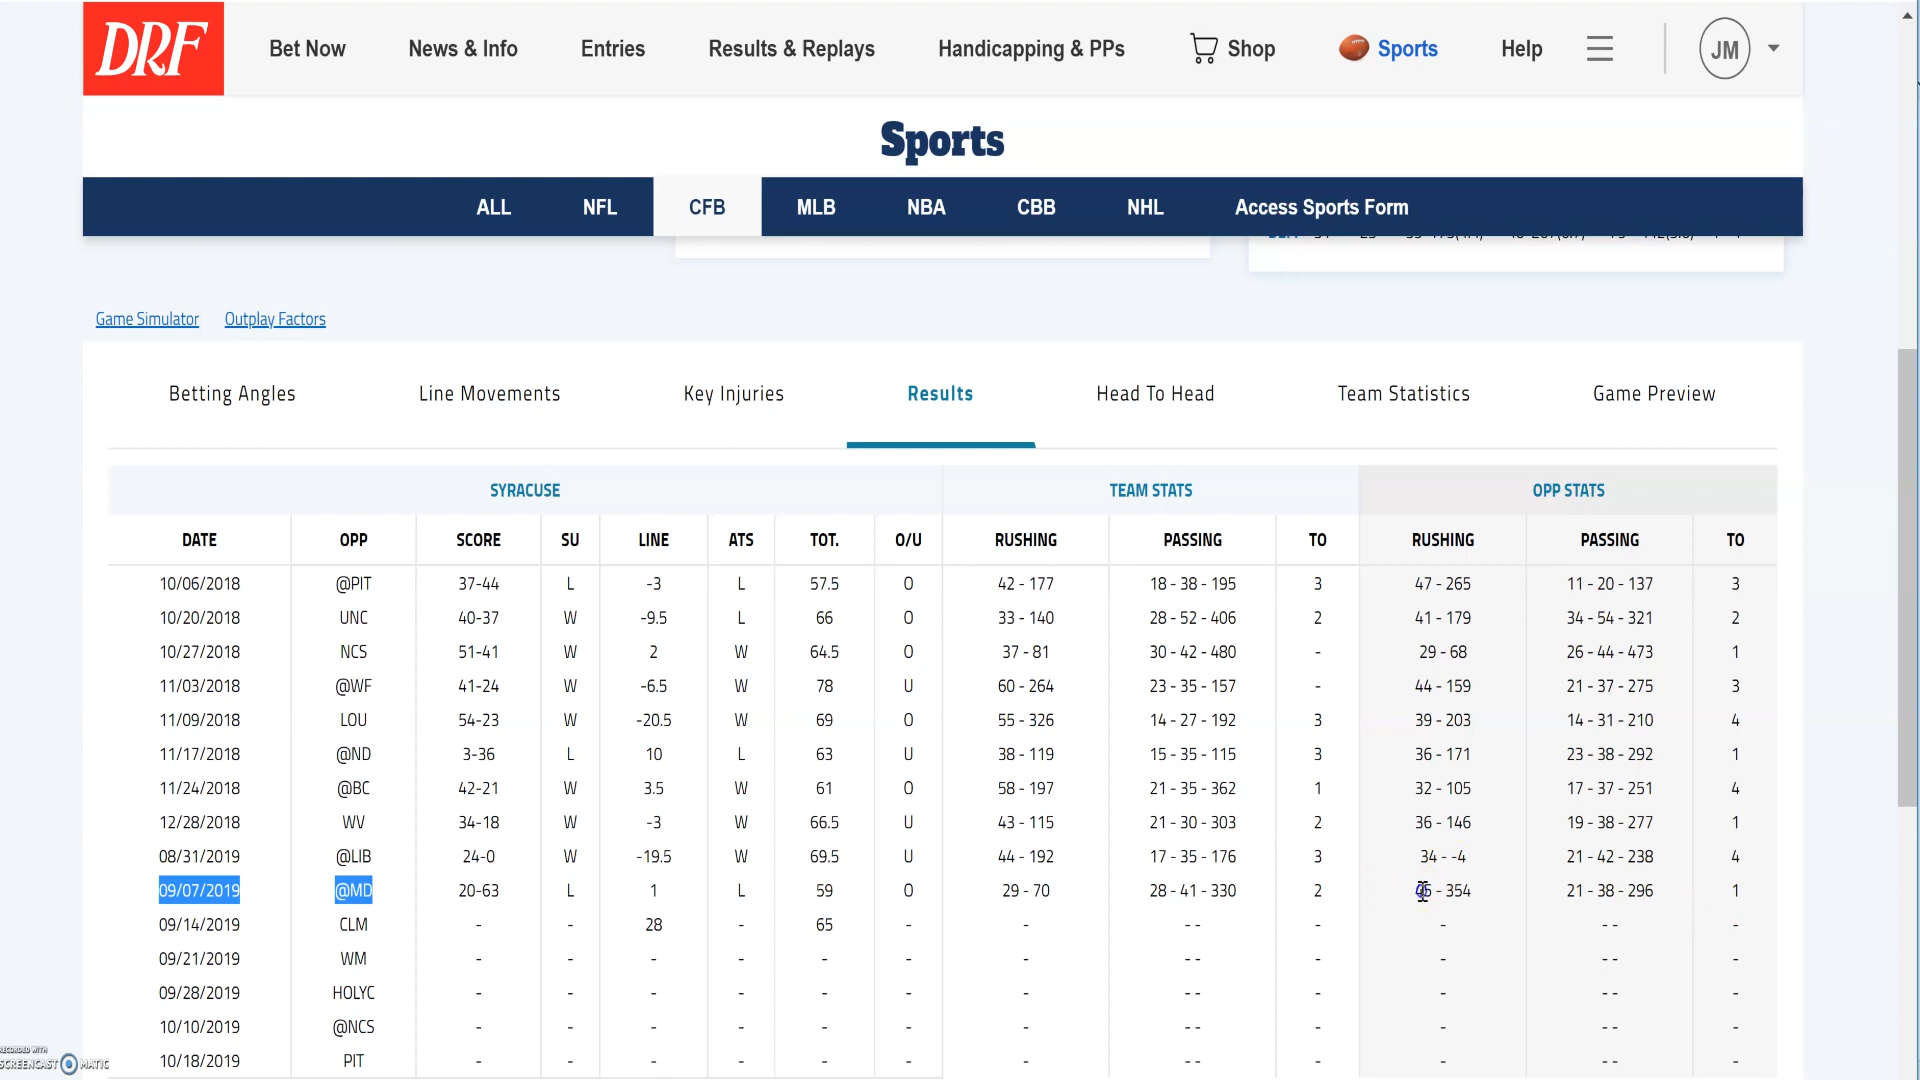 DRF Bet Now News & Info Entries Results & Replays Handicapping & PPs Shop Sports Help JM
Sports
ALL NFL CFB MLB NBA CBB NHL Access Sports Form
Game Simulator Outplay Factors
Betting Angles Line Movements Key Injuries Results Head To Head Team Statistics Game Preview
SYRACUSE TEAM STATS OPP STATS
DATE OPP SCORE SU LINE ATS TOT. O/U RUSHING PASSING TO RUSHING PASSING TO
10/06/2018 @PIT 37-44 L -3 L 57.5 O 42 - 177 18 - 38 - 195 3 47 - 265 11 - 20 - 137 3
10/20/2018 UNC 40-37 W -9.5 L 66 O 33 - 140 28 - 52 - 406 2 41 - 179 34 - 54 - 321 2
10/27/2018 NCS 51-41 W 2 W 64.5 O 37 - 81 30 - 42 - 480 - 29 - 68 26 - 44 - 473 1
11/03/2018 @WF 41-24 W -6.5 W 78 U 60 - 264 23 - 35 - 157 - 44 - 159 21 - 37 - 275 3
11/09/2018 LOU 54-23 W -20.5 W 69 O 55 - 326 14 - 27 - 192 3 39 - 203 14 - 31 - 210 4
11/17/2018 @ND 3-36 L 10 L 63 U 38 - 119 15 - 35 - 115 3 36 - 171 23 - 38 - 292 1
11/24/2018 @BC 42-21 W 3.5 W 61 O 58 - 197 21 - 35 - 362 1 32 - 105 17 - 37 - 251 4
12/28/2018 WV 34-18 W -3 W 66.5 U 43 - 115 21 - 30 - 303 2 36 - 146 19 - 38 - 277 1
08/31/2019 @LIB 24-0 W -19.5 W 69.5 U 44 - 192 17 - 35 - 176 3 34 - -4 21 - 42 - 238 4
09/07/2019 @MD 20-63 L 1 L 59 O 29 - 70 28 - 41 - 330 2 - 354 21 - 38 - 296 1
09/14/2019 CLM - - 28 - 65 - - - - - - - - -
09/21/2019 WM - - - - - - - - - - - - - -
09/28/2019 HOLYC - - - - - - - - - - - - - -
10/10/2019 @NCS - - - - - - - - - - - - - -
10/18/2019 PIT - - - - - - - - - - - - - -
RECORDED WITH
SCREENCAST MATIC